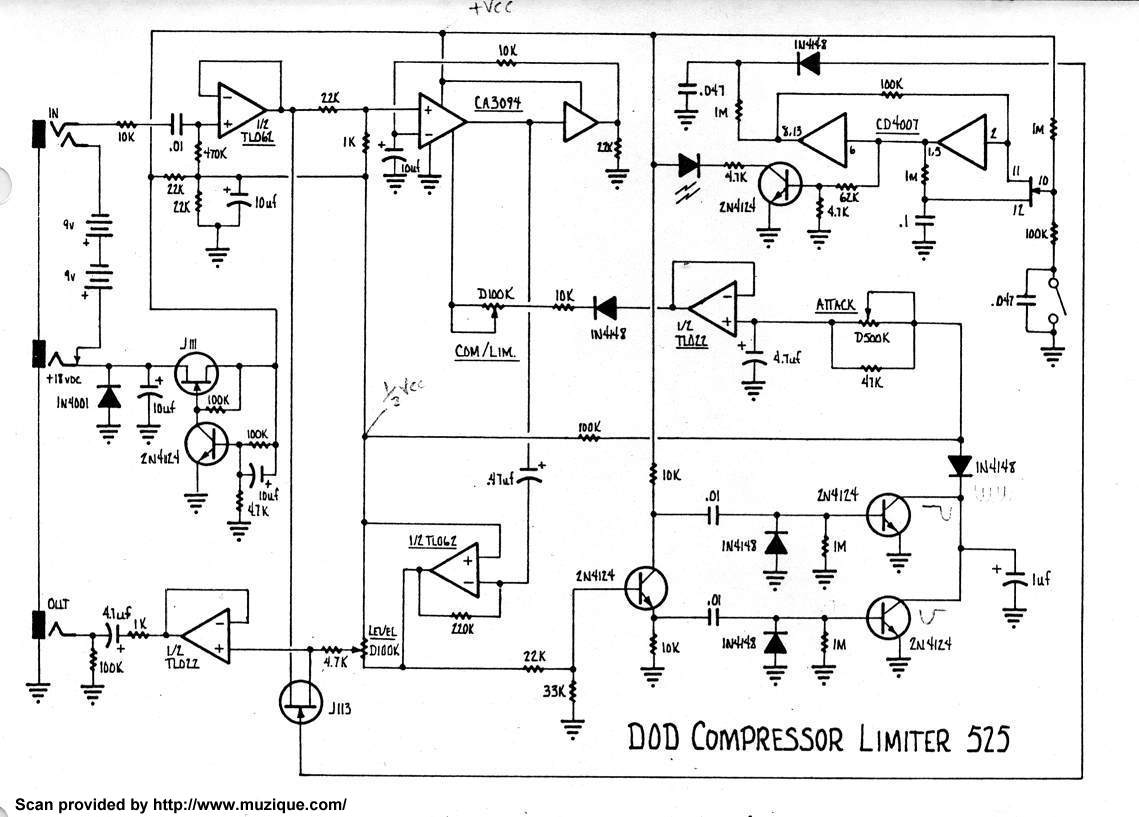 +VCC
1N4148
10K
IN
.047
100K
22K
CA3094
1M
CD4007
8,13
6
1,5
2
1M
10K
.01
1/2
TL062
1K
470K
10uf
22K
1M
11
10
12
22K
22K
10uf
4.7K
62K
2N4124
4.7K
.1
100K
9v
9v
D100K
10K
ATTACK
.047
1N4148
1/2
TL022
D500K
COM/LIM.
J111
4.7uf
47K
+18VDC
1N4001
10uf
100K
1/3 VCC
2N4124
100K
100K
10uf
4.7K
.47uf
10K
1N4148
.01
2N4124
1/2 TL062
1N4148
1M
2N4124
1uf
220K
.01
OUT
4.7uf
1K
LEVEL
D100K
1/2
TL022
4.7K
100K
22K
10K
1N4148
1M
2N4124
33K
J113
DOD COMPRESSOR LIMITER 525
Scan provided by http://www.muzique.com/